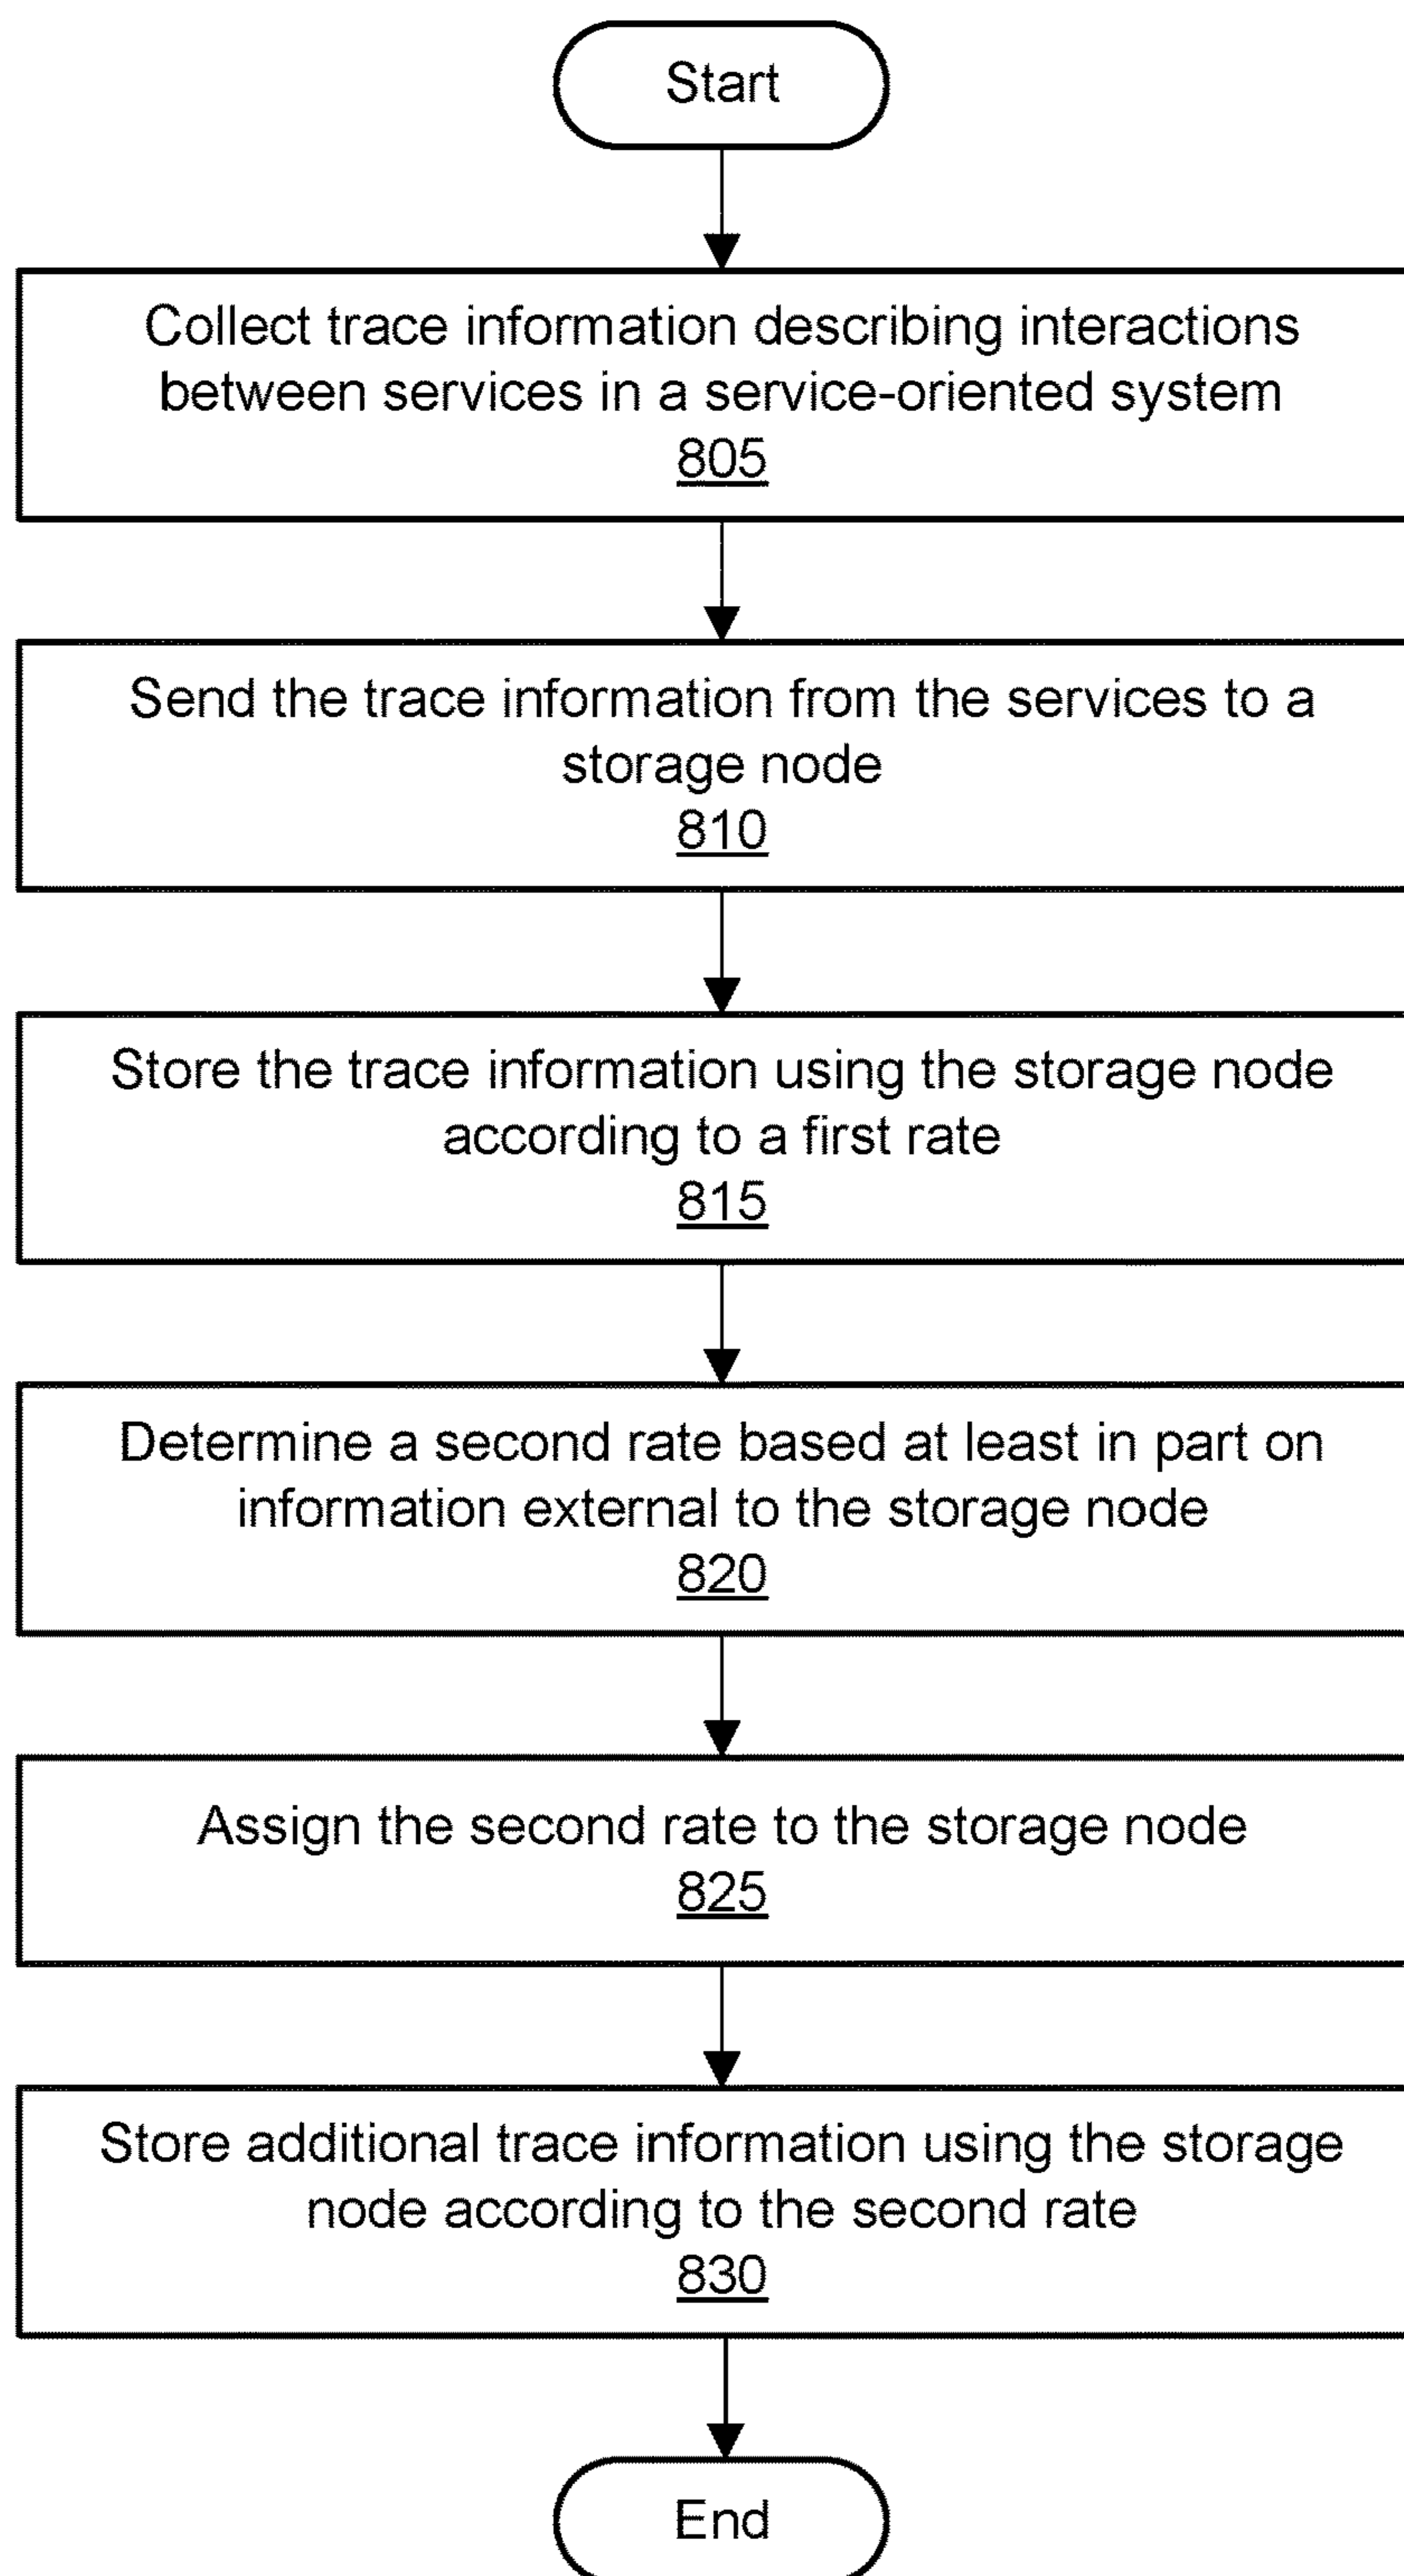 Start
Collect trace information describing interactions
between services in a service-oriented system
805
Send the trace information from the services to a
storage node
810
Store the trace information using the storage node
according to a first rate
815
Determine a second rate based at least in part on
information external to the storage node
820
Assign the second rate to the storage node
825
Store additional trace information using the storage
node according to the second rate
830
End